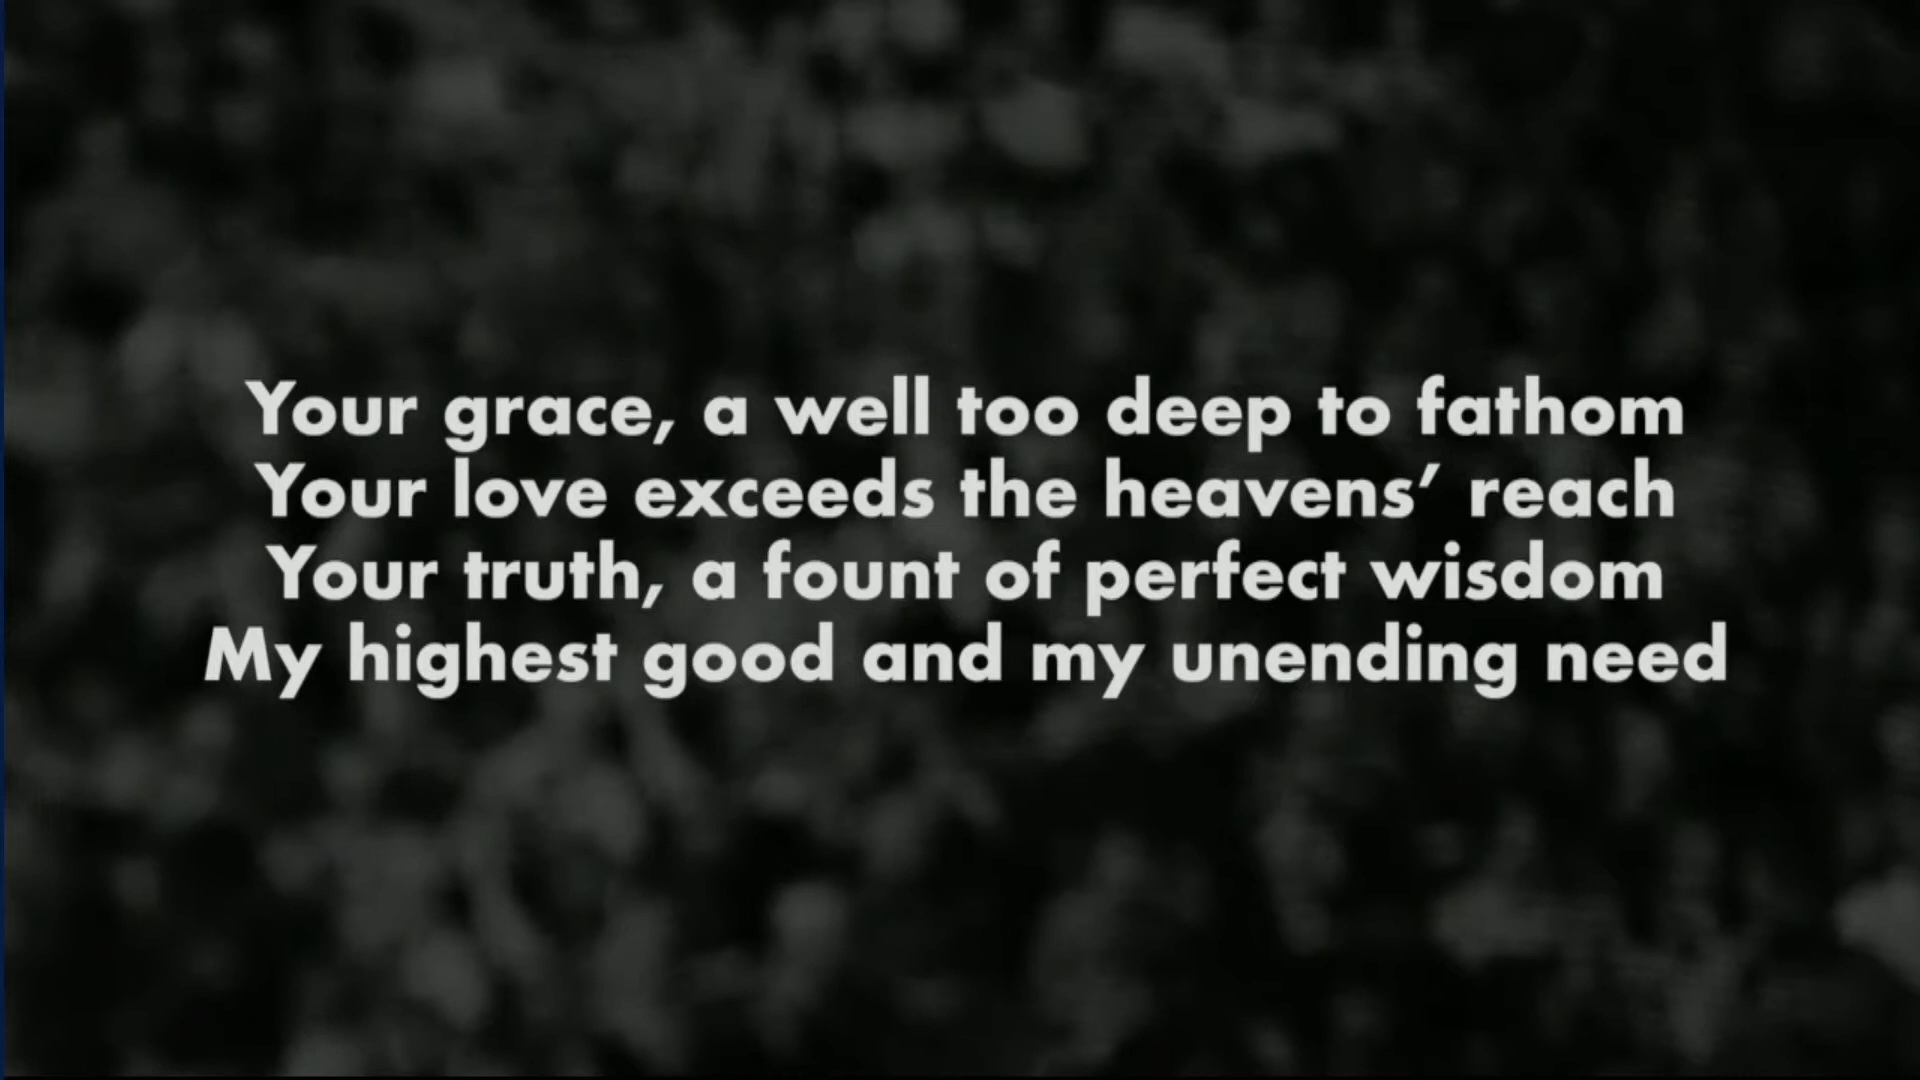 Your grace, a well too deep to fathom
Your love exceeds the heavens’ reach
Your truth, a fount of perfect wisdom
My highest good and my unending need